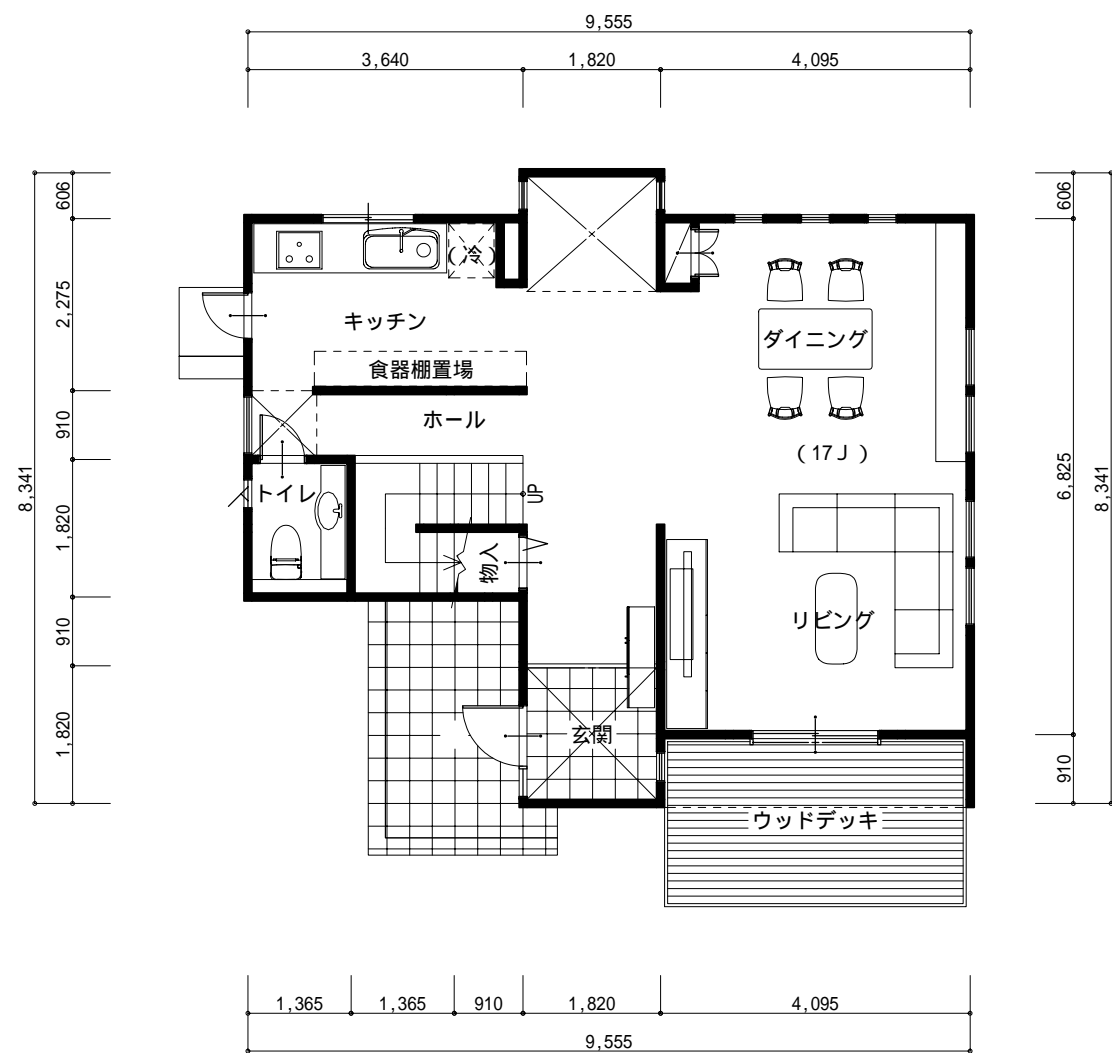 9,555
3,640
1,820
4,095
606
606
2,275
910
8,341
1,820
910
1,820
6,825
8,341
910
(冷)
キッチン
ダイニング
食器棚置場
ホール
(17J)
トイレ
UP
物入
リビング
玄関
ウッドデッキ
1,365
1,365
910
1,820
4,095
9,555